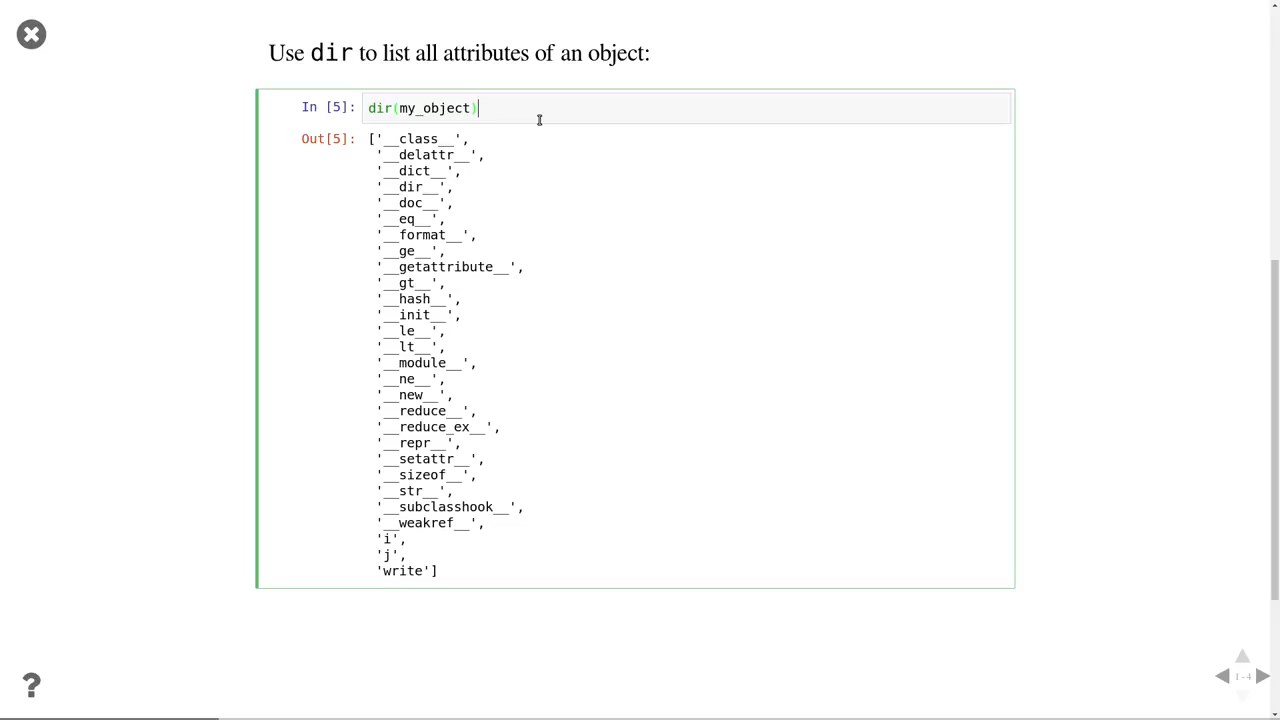 Use dir to list all attributes of an object:
In [5]: dir(my_object)
Out[5]: ['__class__',
'__delattr__',
'__dict__',
'__dir__',
'__doc__',
'__eq__',
'__format__',
'__ge__',
'__getattribute__',
'__gt__',
'__hash__',
'__init__',
'__le__',
'__lt__',
'__module__',
'__ne__',
'__new__',
'__reduce__',
'__reduce_ex__',
'__repr__',
'__setattr__',
'__sizeof__',
'__str__',
'__subclasshook__',
'__weakref__',
'i',
'j',
'write']
?
1-4